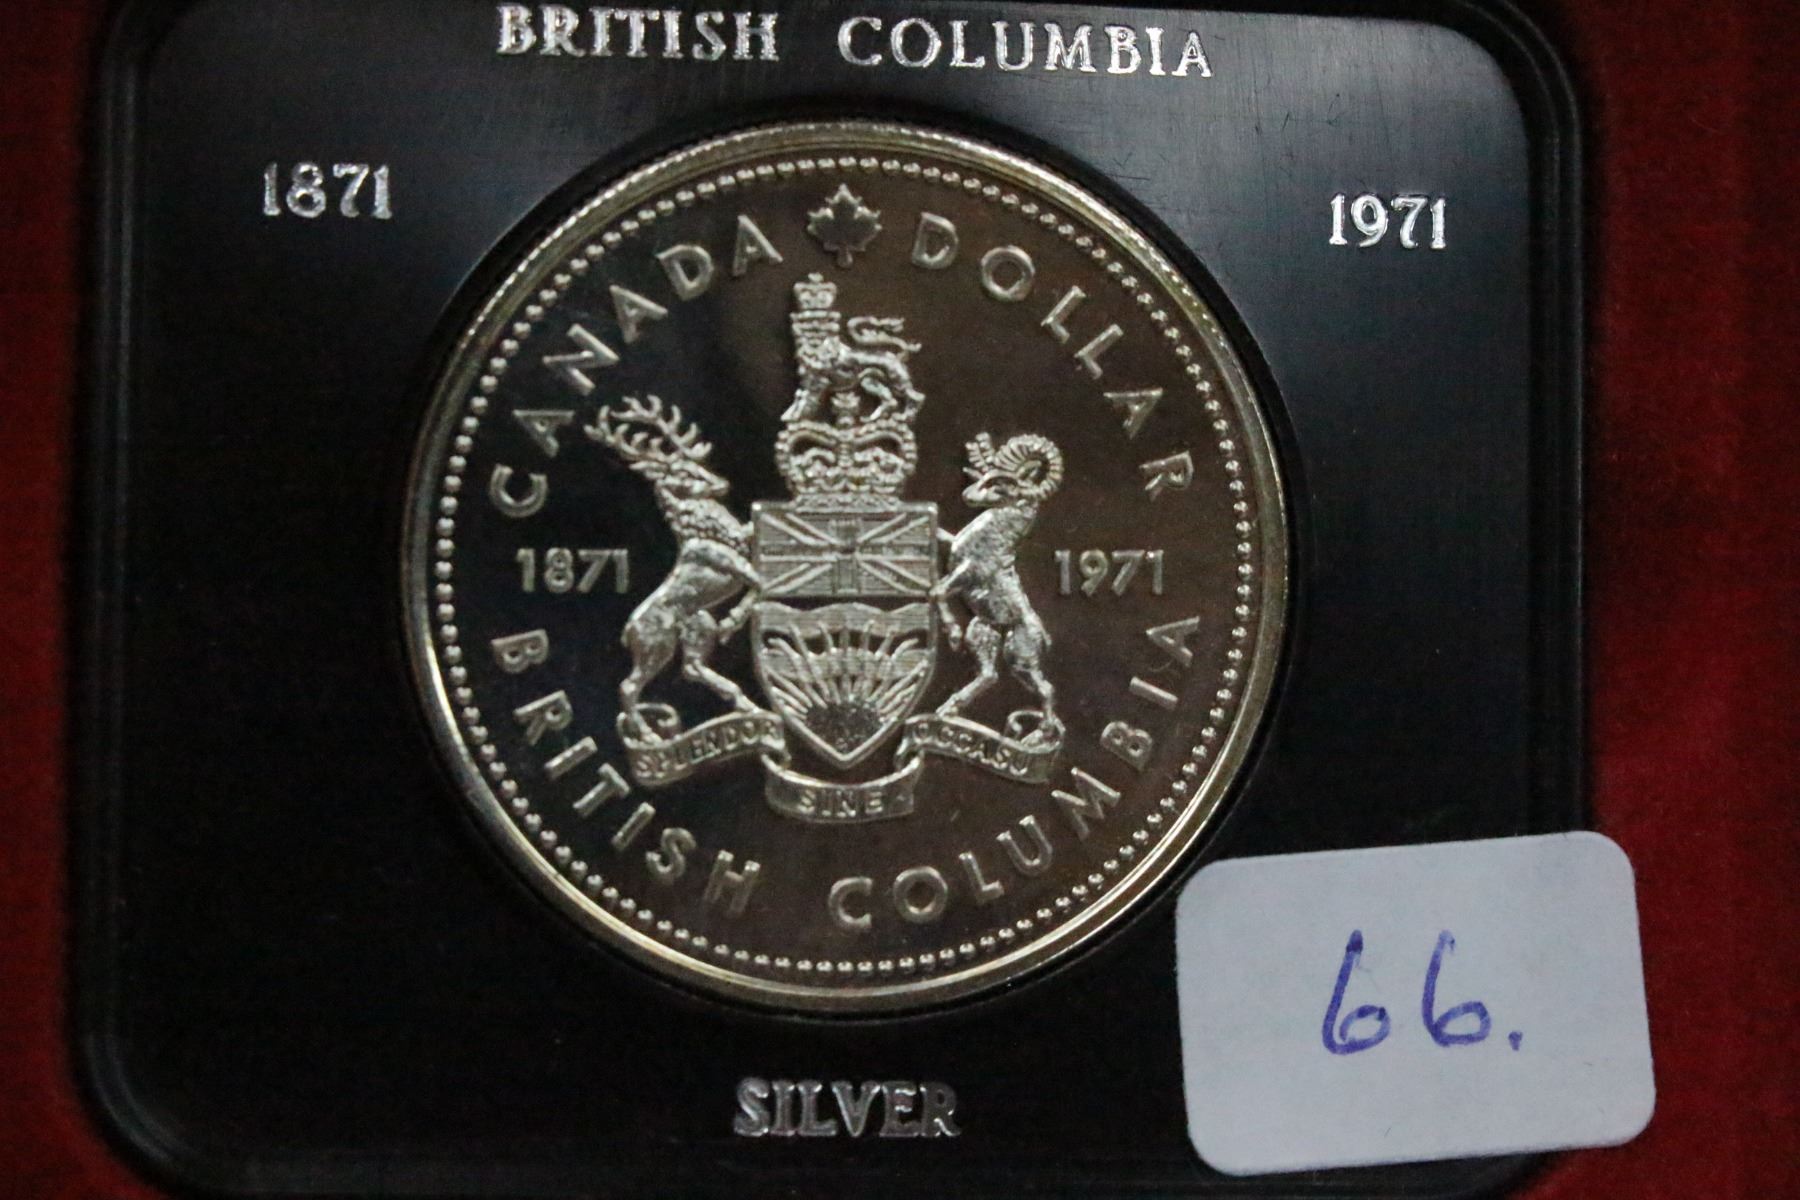 BRITISH COLUMBIA
1871
1971
CANADA DOLLAR
1871
1971
SPLENDOR SINE OCCASU
BRITISH COLUMBIA
SILVER
66.